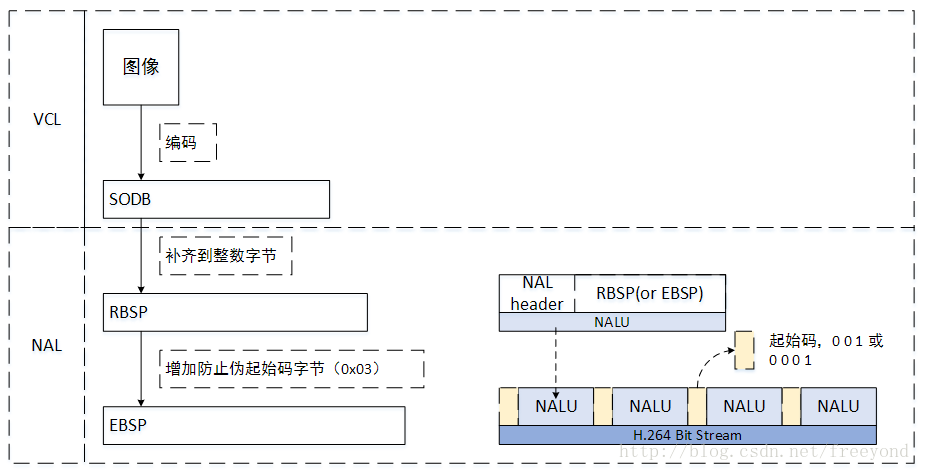 VCL
图像
编码
SODB
NAL
补齐到整数字节
RBSP
增加防止伪起始码字节（0x03）
EBSP
NAL
header
RBSP(or EBSP)
NALU
起始码，0 0 1 或
0 0 0 1
NALU
NALU
NALU
NALU
H.264 Bit Stream
http://blog.csdn.net/freeyond